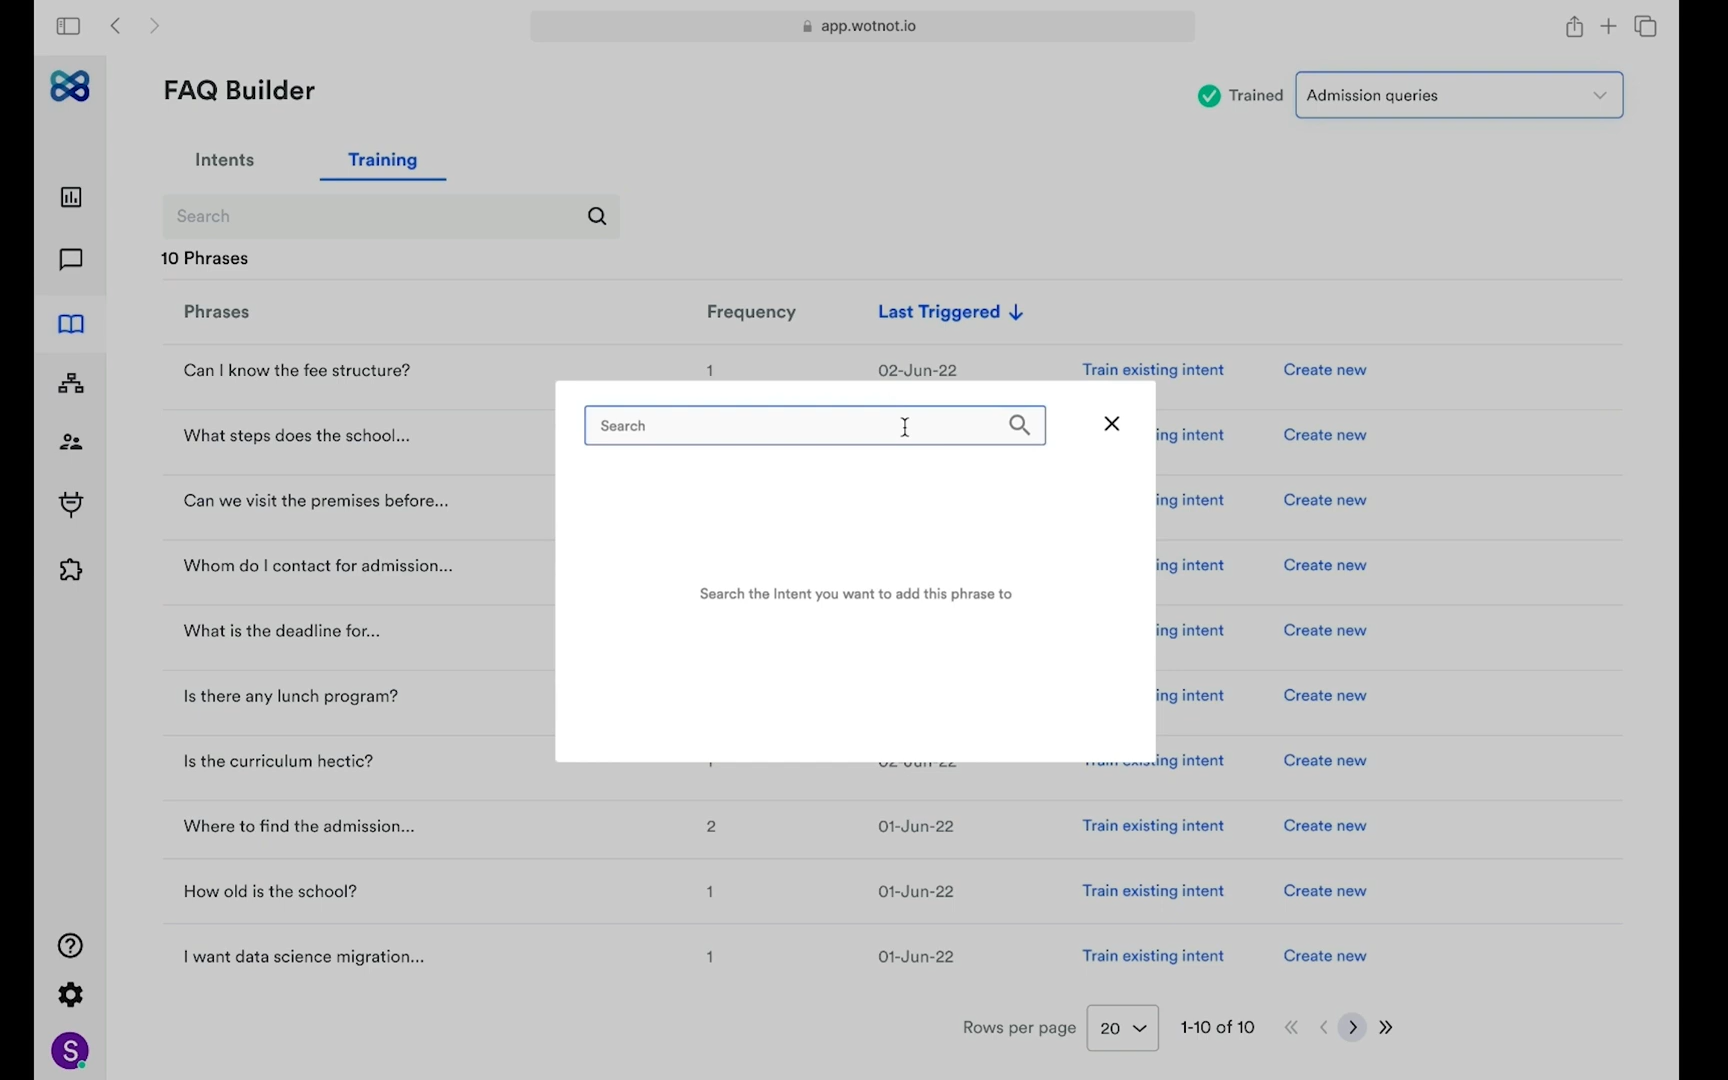 app.wotnot.io
FAQ Builder
Trained
Admission queries
Intents
Training
Search
10 Phrases
Phrases Frequency Last Triggered
Can I know the fee structure? 1 02-Jun-22 Train existing intent Create new
Search
What steps does the school... ing intent Create new
Can we visit the premises before... ing intent Create new
Whom do I contact for admission... ing intent Create new
Search the Intent you want to add this phrase to
What is the deadline for... ing intent Create new
Is there any lunch program? ing intent Create new
Is the curriculum hectic? 1 02-Jun-22 Train existing intent Create new
Where to find the admission... 2 01-Jun-22 Train existing intent Create new
How old is the school? 1 01-Jun-22 Train existing intent Create new
I want data science migration... 1 01-Jun-22 Train existing intent Create new
Rows per page 20 1-10 of 10
S